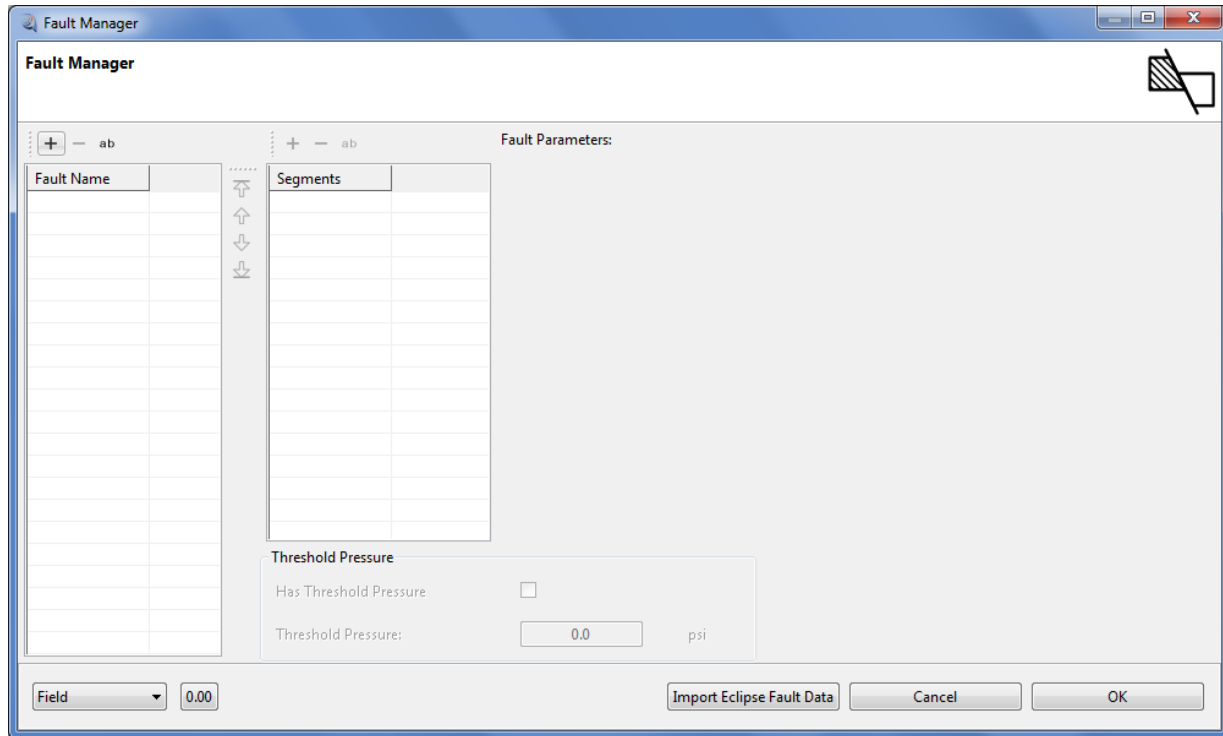 Fault Manager
Fault Manager
+ − ab
+ − ab
Fault Parameters:
Fault Name
Segments
Threshold Pressure
Has Threshold Pressure
Threshold Pressure: 0.0 psi
Field 0.00 Import Eclipse Fault Data Cancel OK